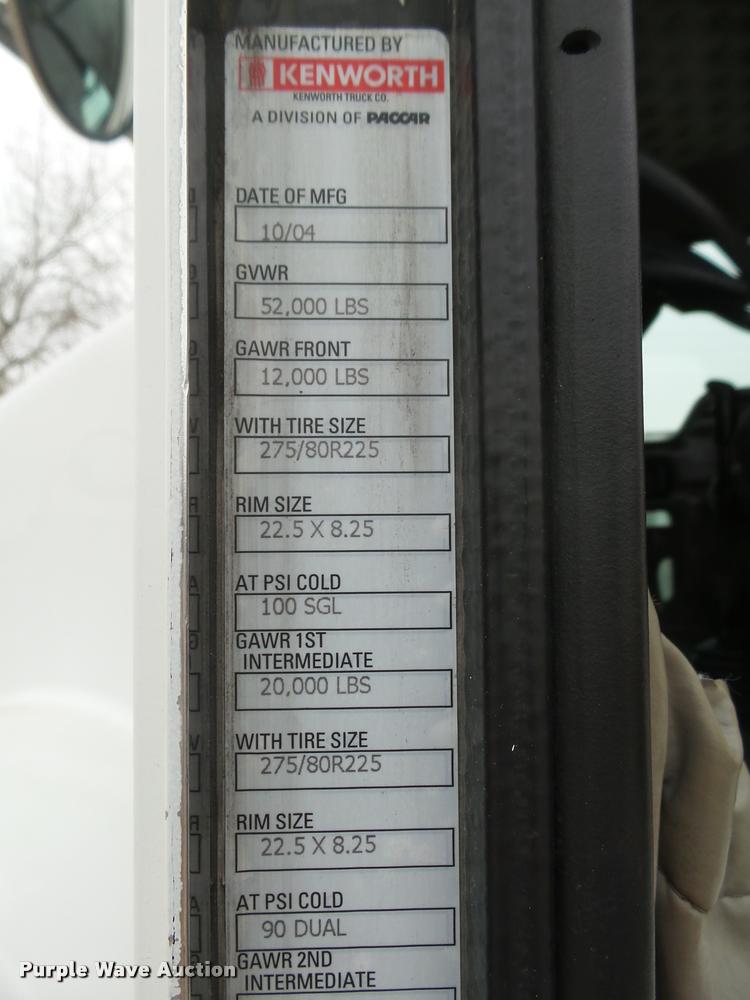 MANUFACTURED BY
KENWORTH
KENWORTH TRUCK CO.
A DIVISION OF PACCAR
DATE OF MFG
10/04
GVWR
52,000 LBS
GAWR FRONT
12,000 LBS
WITH TIRE SIZE
275/80R225
RIM SIZE
22.5 X 8.25
AT PSI COLD
100 SGL
GAWR 1ST
INTERMEDIATE
20,000 LBS
WITH TIRE SIZE
275/80R225
RIM SIZE
22.5 X 8.25
AT PSI COLD
90 DUAL
GAWR 2ND
INTERMEDIATE
Purple Wave Auction